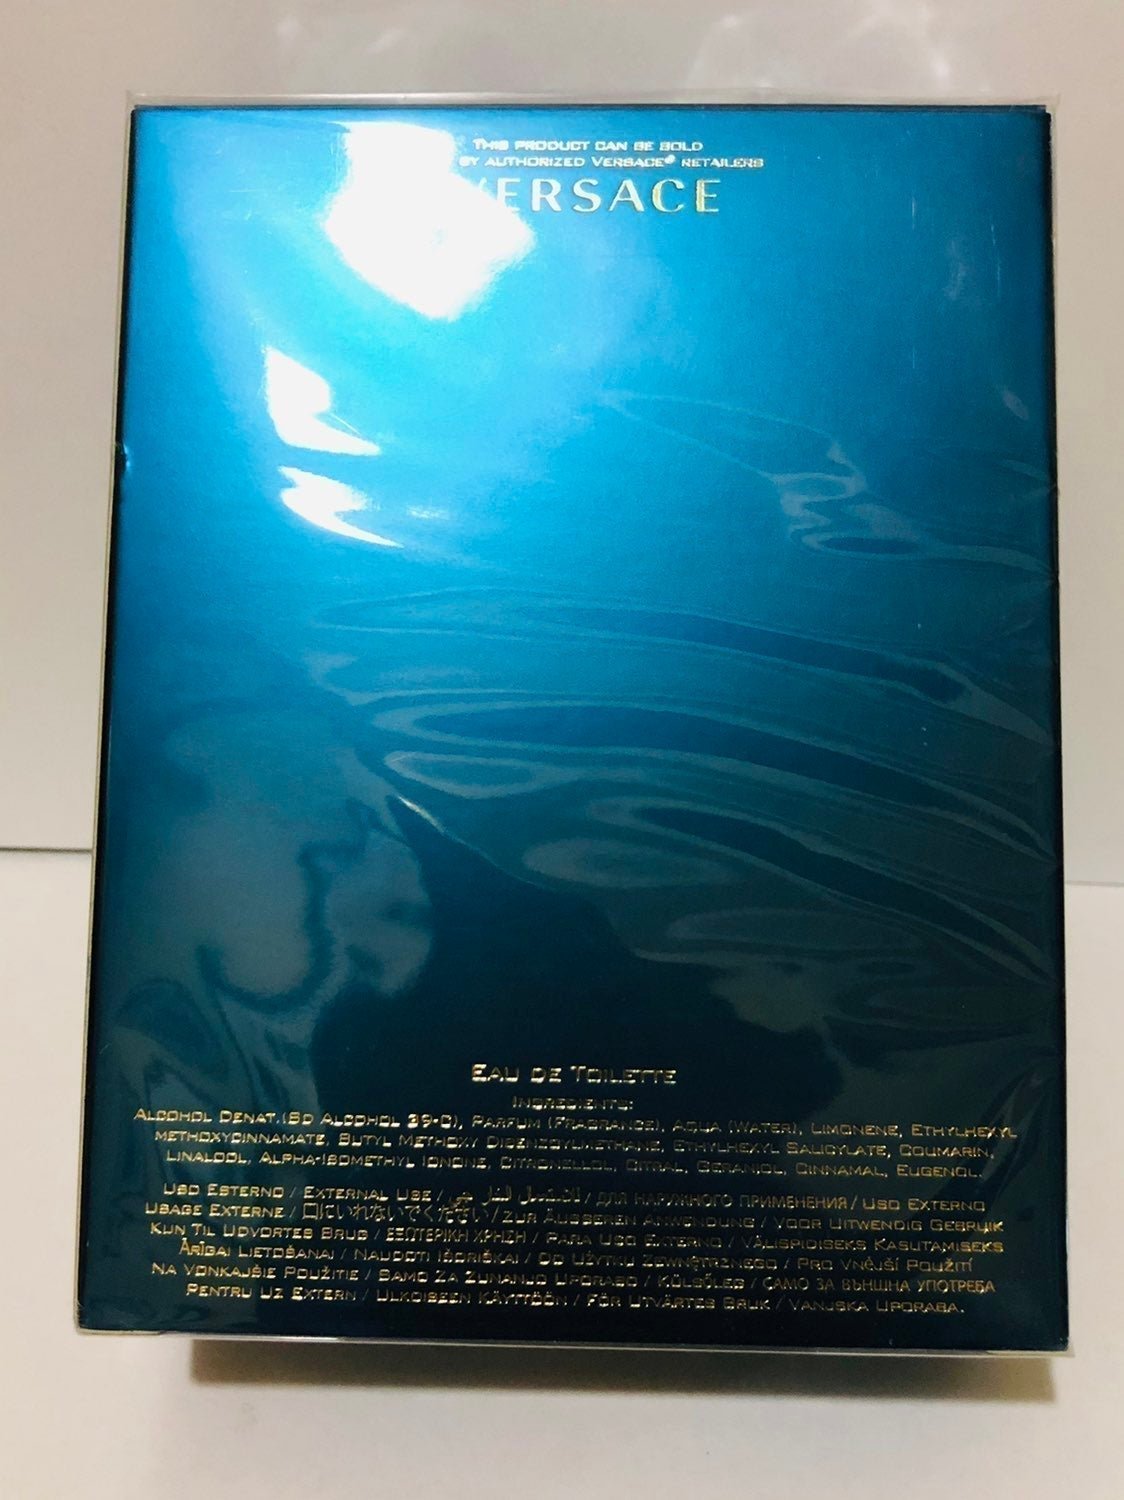 THIS PRODUCT CAN BE SOLD
BY AUTHORIZED VERSACE® RETAILERS
VERSACE
EAU DE TOILETTE
INGREDIENTS:
ALCOHOL DENAT.(SD ALCOHOL 39-C), PARFUM (FRAGRANCE), AQUA (WATER), LIMONENE, ETHYLHEXYL
METHOXYCINNAMATE, BUTYL METHOXY DIBENZOYLMETHANE, ETHYLHEXYL SALICYLATE, COUMARIN,
LINALOOL, ALPHA-ISOMETHYL IONONE, CITRONELLOL, CITRAL, GERANIOL, CINNAMAL, EUGENOL.
USO ESTERNO / EXTERNAL USE / / ДЛЯ НАРУЖНОГО ПРИМЕНЕНИЯ / USO EXTERNO
USAGE EXTERNE / 口にいれないでください / ZUR ÄUSSEREN ANWENDUNG / VOOR UITWENDIG GEBRUIK
KUN TIL UDVORTES BRUG / ΕΞΩΤΕΡΙΚΗ ΧΡΗΣΗ / PARA USO EXTERNO / VÄLISPIDISEKS KASUTAMISEKS
ĀRĪGAI LIETOŠANAI / NAUDOTI IŠORIŠKAI / DO UŻYTKU ZEWNĘTRZNEGO / PRO VNĚJŠÍ POUŽITÍ
NA VONKAJŠIE POUŽITIE / SAMO ZA ZUNANJO UPORABO / KÜLSŐLEG / САМО ЗА ВЪНШНА УПОТРЕБА
PENTRU UZ EXTERN / ULKOISEEN KÄYTTÖÖN / FÖR UTVÄRTES BRUK / VANJSKA UPORABA.